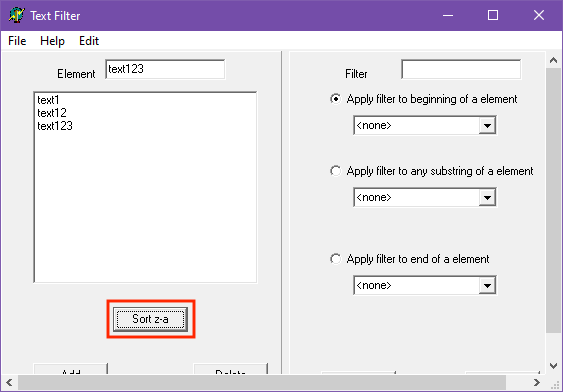 Text Filter
File Help Edit
Element text123
text1
text12
text123
Sort z-a
Add Delete
Filter
Apply filter to beginning of a element
<none>
Apply filter to any substring of a element
<none>
Apply filter to end of a element
<none>